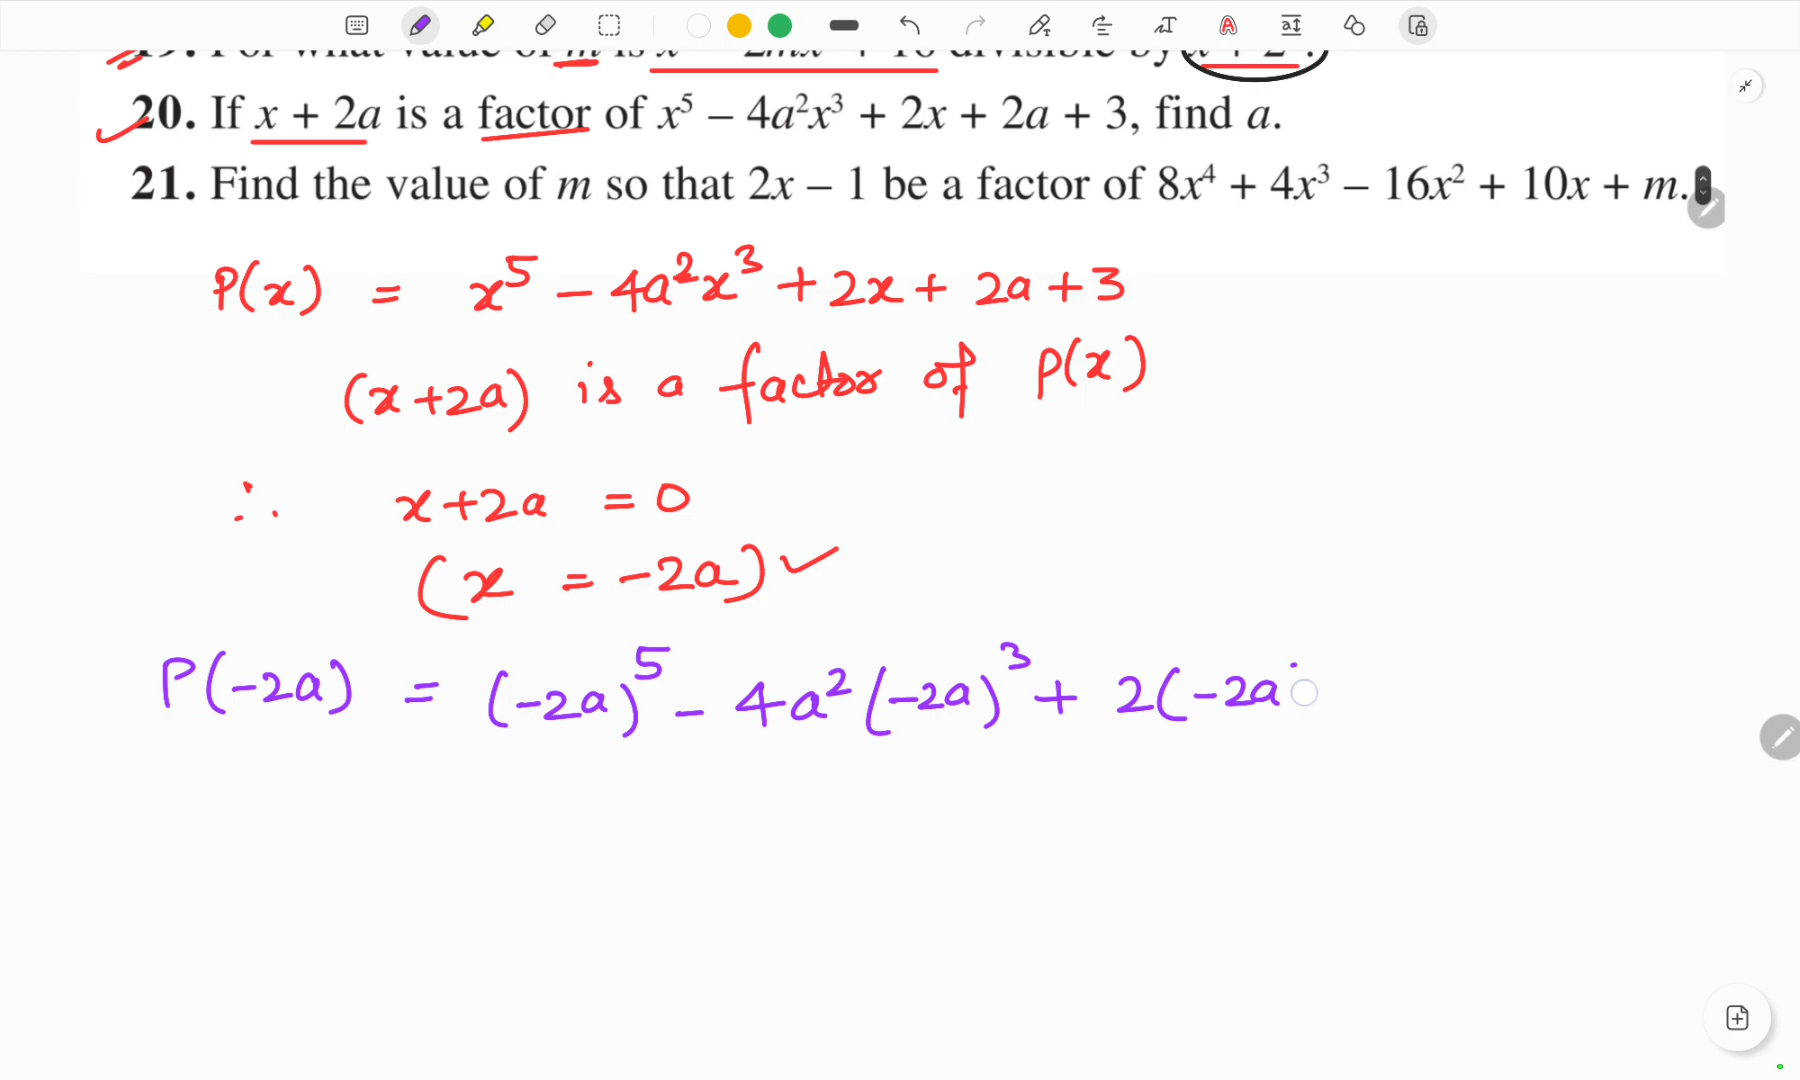 20. If x + 2a is a factor of x⁵ – 4a²x³ + 2x + 2a + 3, find a.
21. Find the value of m so that 2x – 1 be a factor of 8x⁴ + 4x³ – 16x² + 10x + m.
P(x) = x⁵ – 4a²x³ + 2x + 2a + 3
(x+2a) is a factor of P(x)
∴ x+2a = 0
(x = -2a) ✓
P(-2a) = (-2a)⁵ – 4a²(-2a)³ + 2(-2a